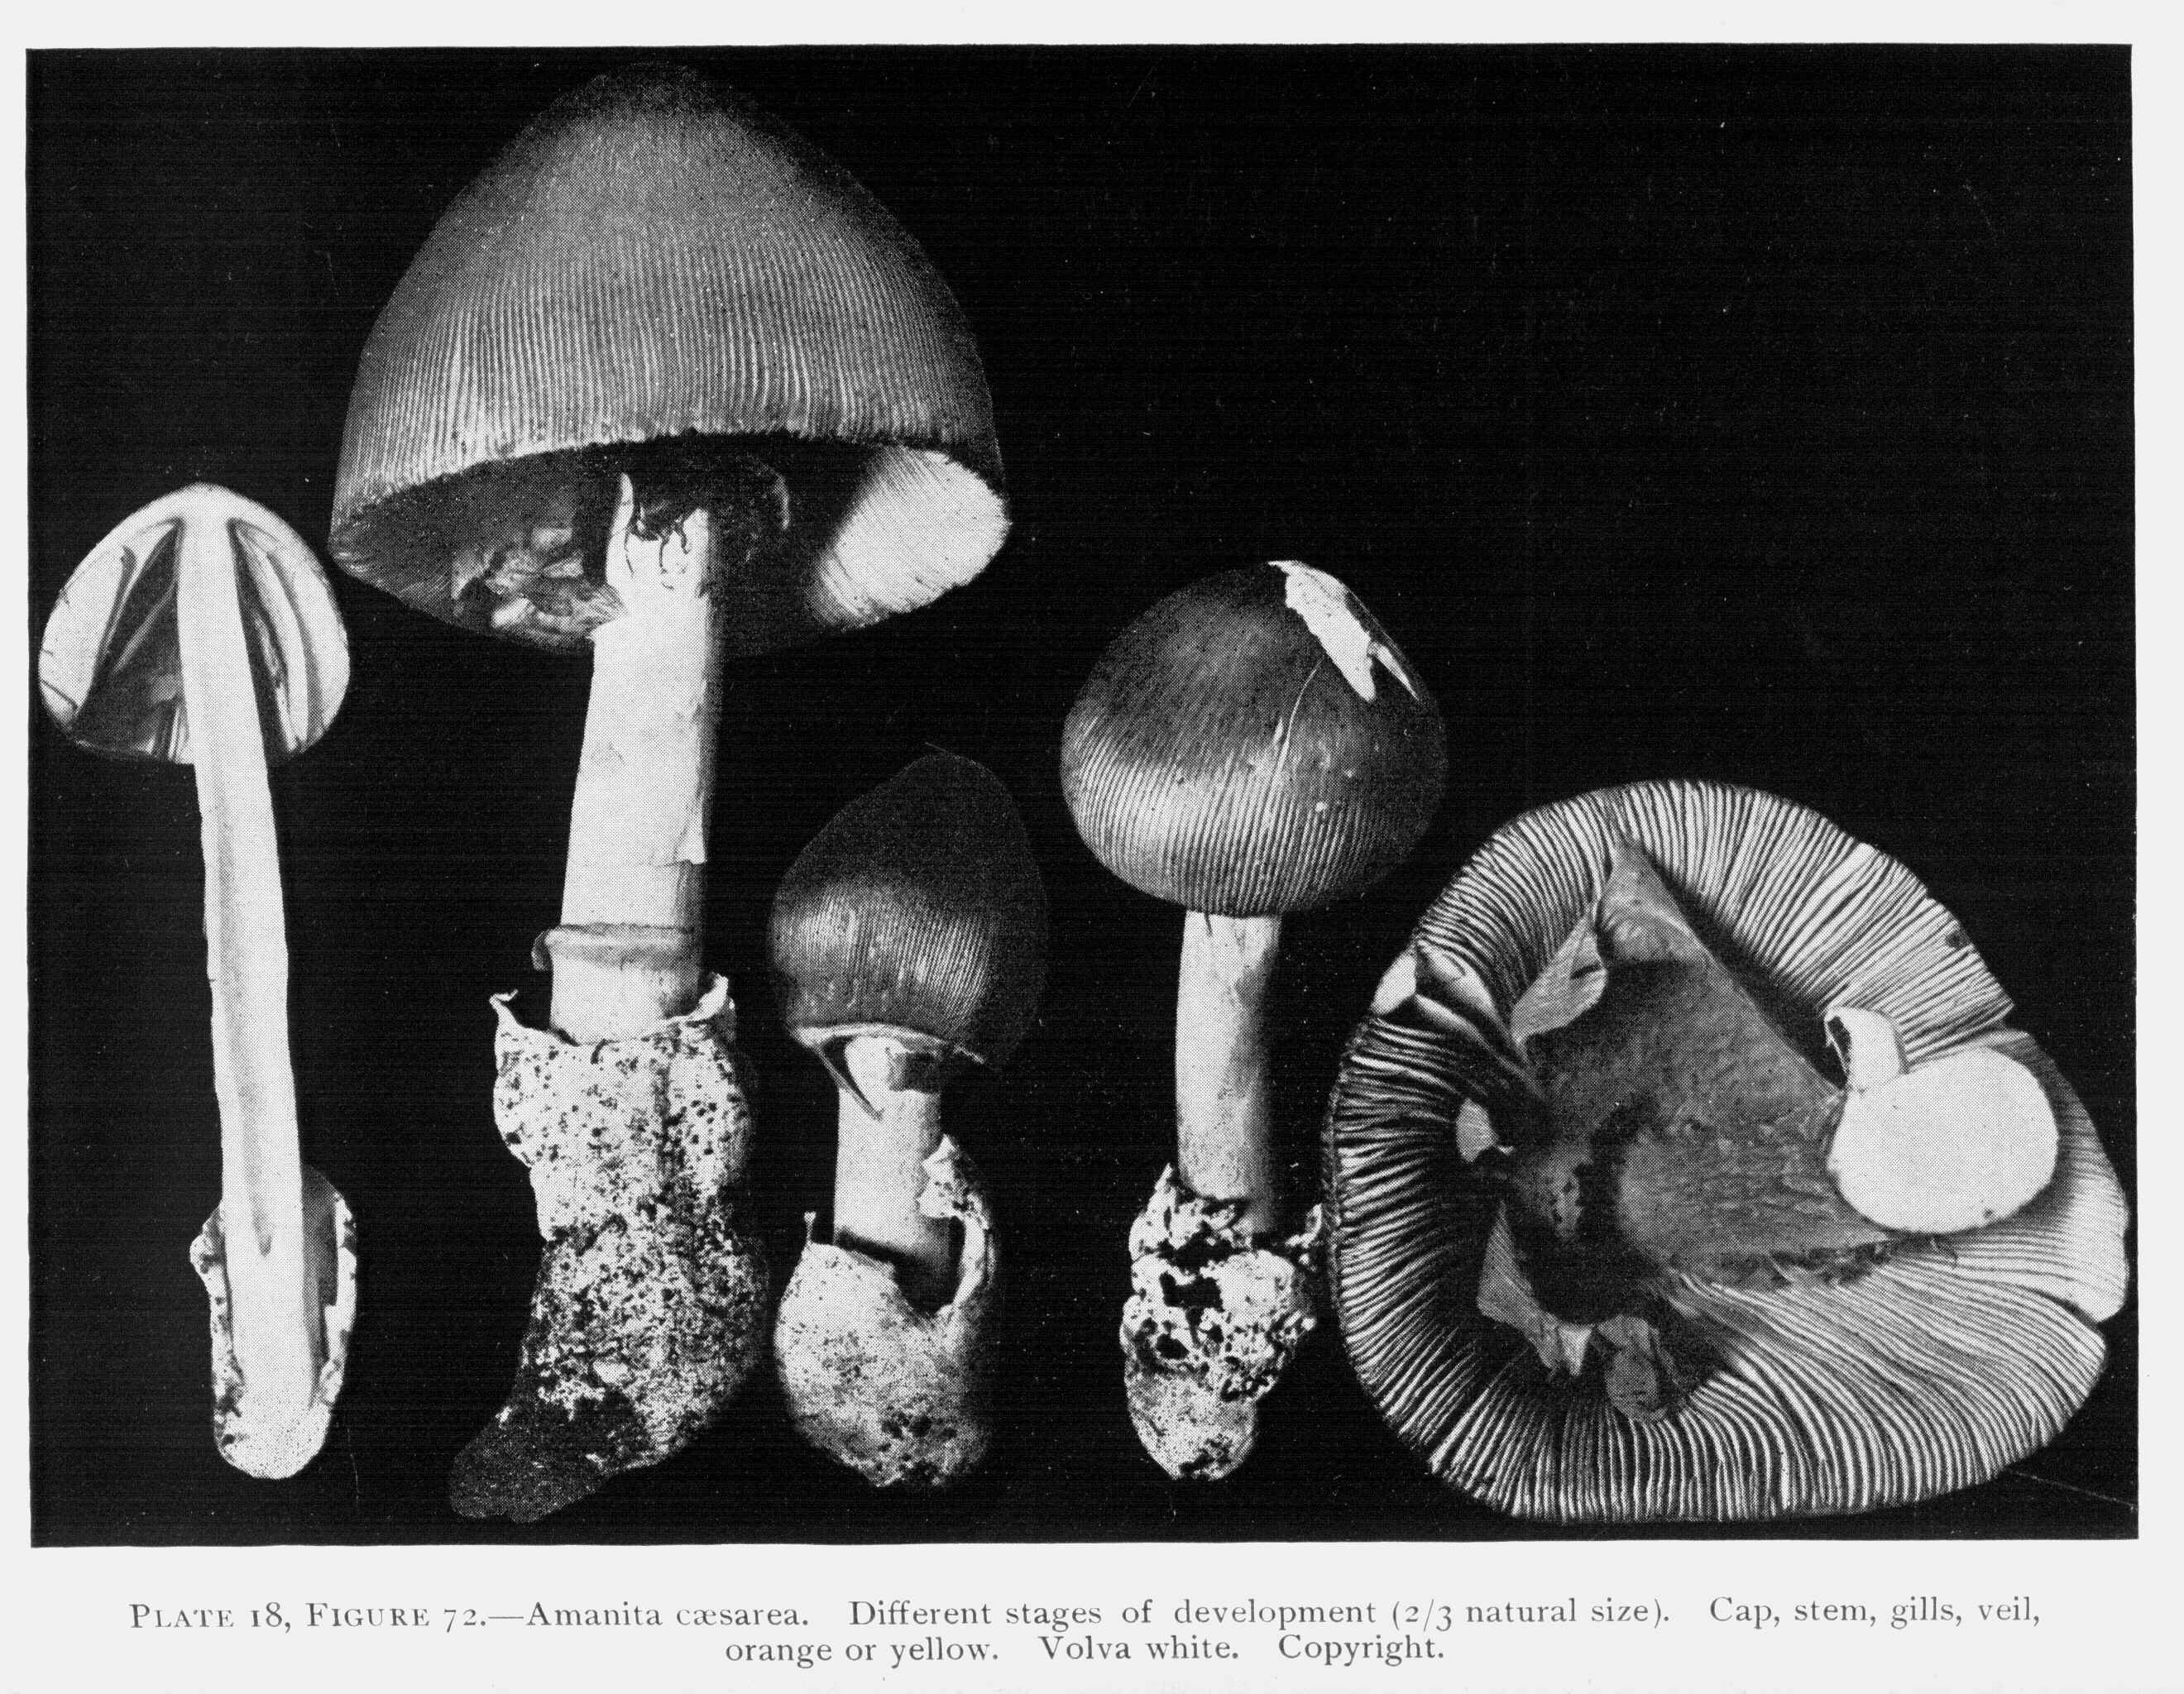 PLATE 18, FIGURE 72.—Amanita cæsarea. Different stages of development (2/3 natural size). Cap, stem, gills, veil,
orange or yellow. Volva white. Copyright.